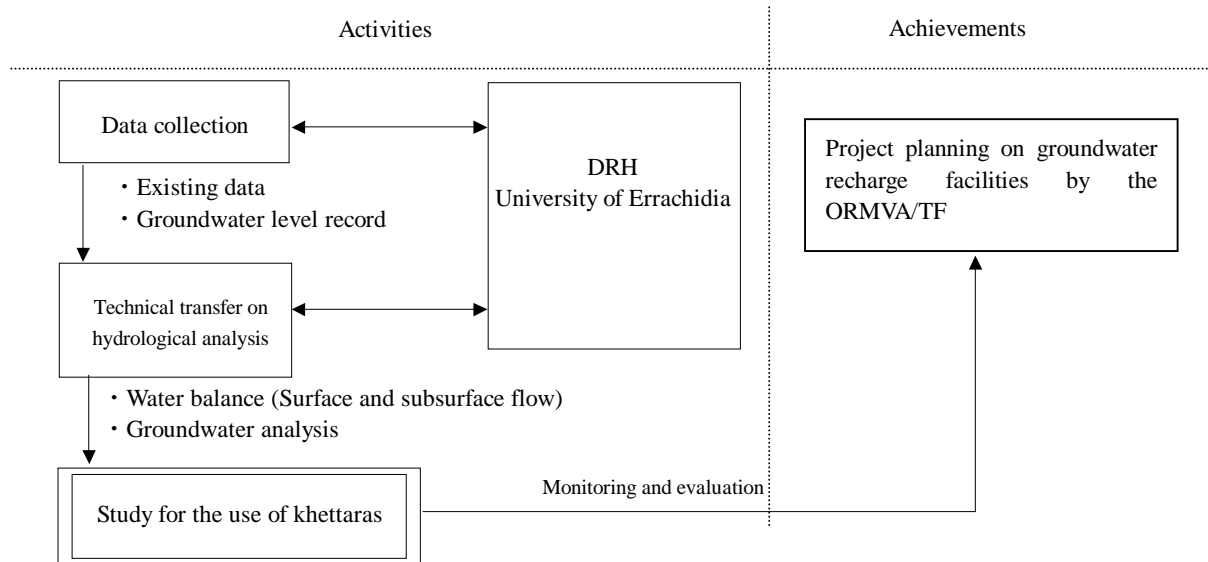 Activities
Achievements
Data collection
DRH
University of Errachidia
Project planning on groundwater
recharge facilities by the
ORMVA/TF
・Existing data
・Groundwater level record
Technical transfer on
hydrological analysis
・Water balance (Surface and subsurface flow)
・Groundwater analysis
Study for the use of khettaras
Monitoring and evaluation